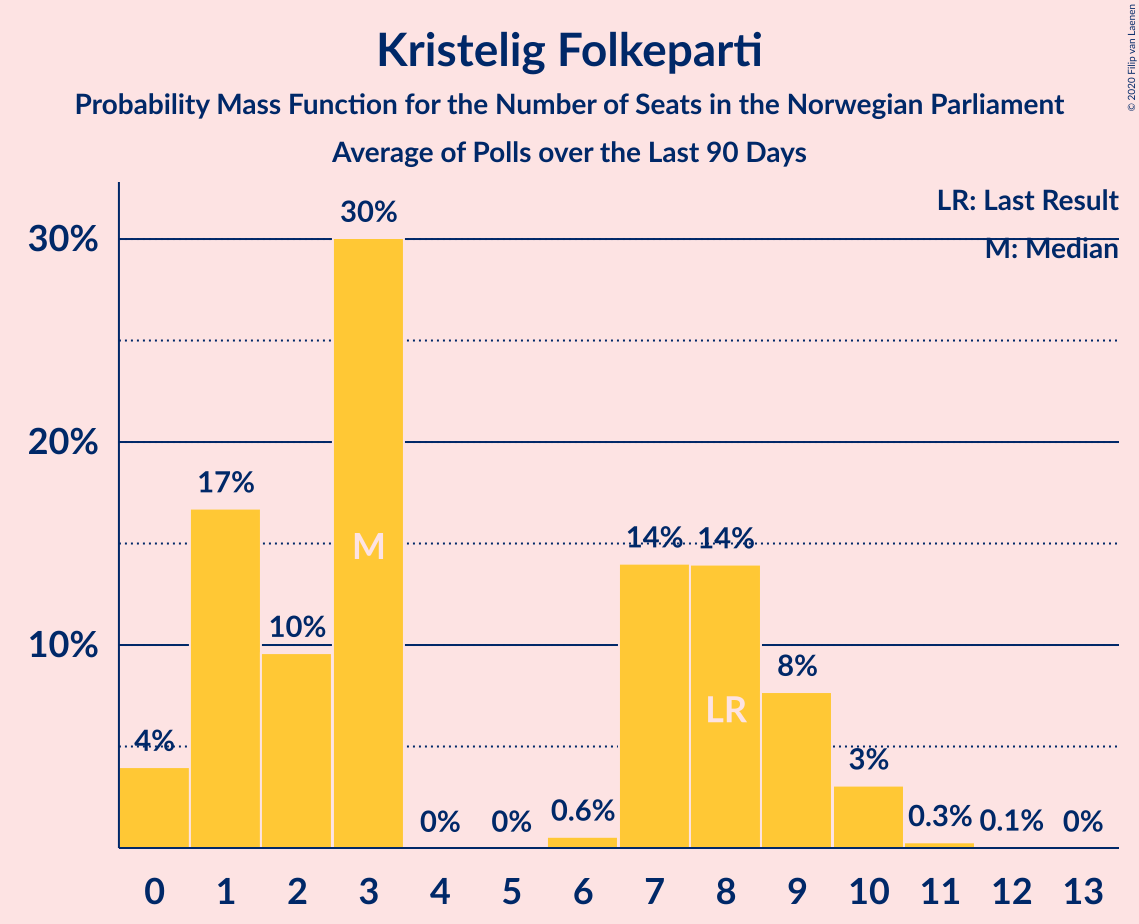 Kristelig Folkeparti
Probability Mass Function for the Number of Seats in the Norwegian Parliament
Average of Polls over the Last 90 Days
© 2020 Filip van Laenen
LR: Last Result
M: Median
30%
20%
10%
4%
17%
10%
30%
M
0%
0%
0.6%
14%
14%
LR
8%
3%
0.3%
0.1%
0%
0 1 2 3 4 5 6 7 8 9 10 11 12 13